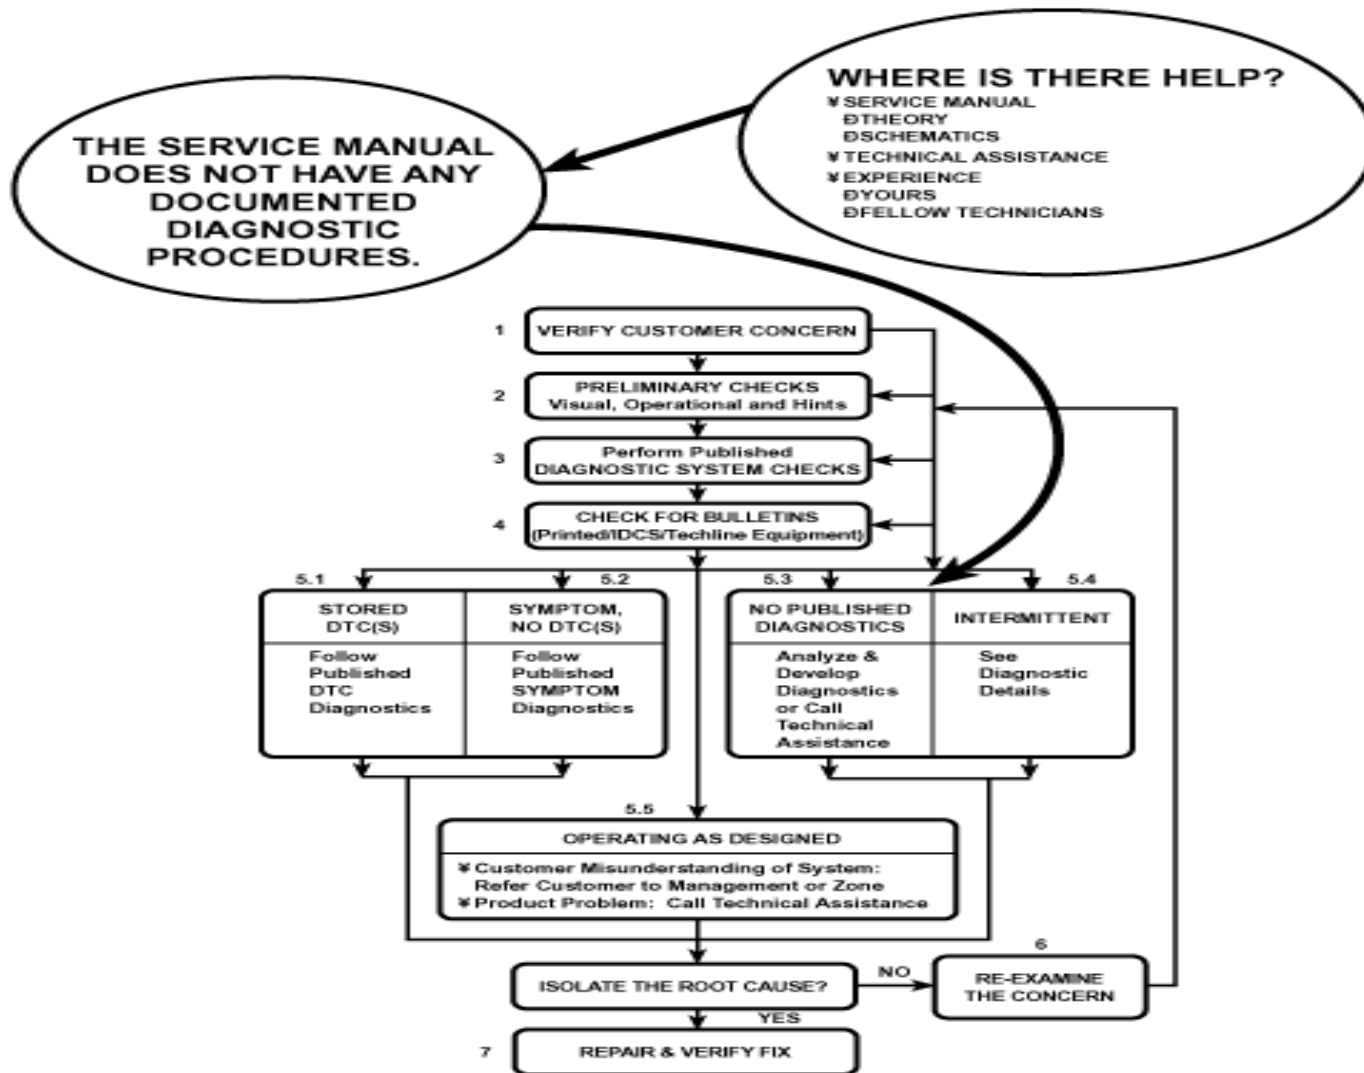 WHERE IS THERE HELP?
¥ SERVICE MANUAL
ÐTHEORY
ÐSCHEMATICS
¥ TECHNICAL ASSISTANCE
¥ EXPERIENCE
ÐYOURS
ÐFELLOW TECHNICIANS
THE SERVICE MANUAL
DOES NOT HAVE ANY
DOCUMENTED
DIAGNOSTIC
PROCEDURES.
1
VERIFY CUSTOMER CONCERN
2
PRELIMINARY CHECKS
Visual, Operational and Hints
3
Perform Published
DIAGNOSTIC SYSTEM CHECKS
4
CHECK FOR BULLETINS
(Printed/IDCS/Techline Equipment)
5.1
STORED
DTC(S)
Follow
Published
DTC
Diagnostics
5.2
SYMPTOM,
NO DTC(S)
Follow
Published
SYMPTOM
Diagnostics
5.3
NO PUBLISHED
DIAGNOSTICS
Analyze &
Develop
Diagnostics
or Call
Technical
Assistance
5.4
INTERMITTENT
See
Diagnostic
Details
5.5
OPERATING AS DESIGNED
¥ Customer Misunderstanding of System:
Refer Customer to Management or Zone
¥ Product Problem: Call Technical Assistance
ISOLATE THE ROOT CAUSE?
NO
6
RE-EXAMINE
THE CONCERN
YES
7
REPAIR & VERIFY FIX